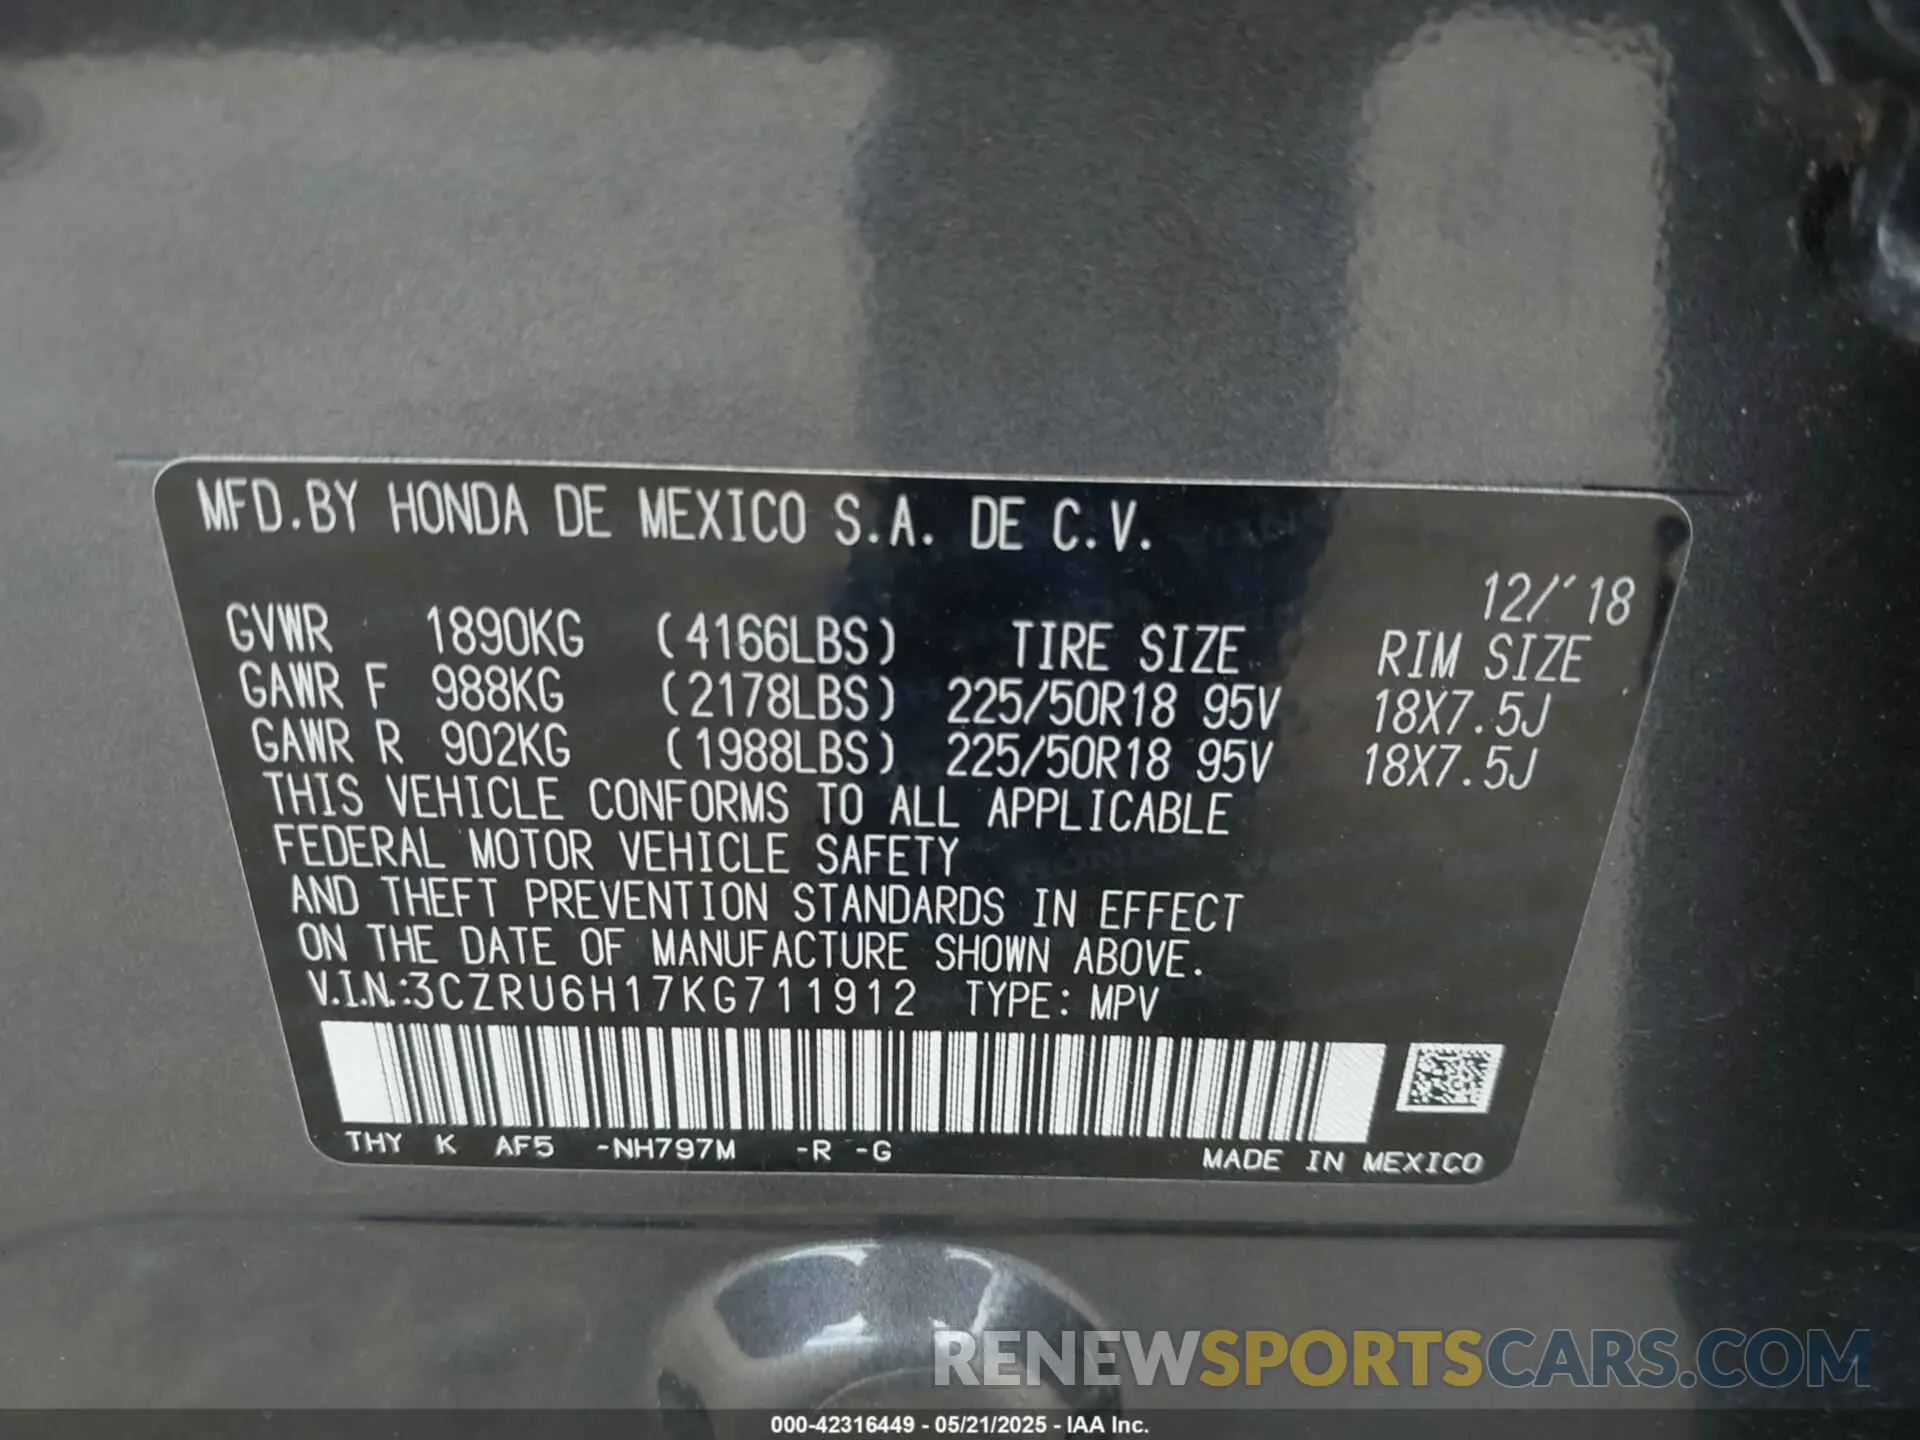 MFD.BY HONDA DE MEXICO S.A. DE C.V.
12/'18
GVWR 1890KG (4166LBS) TIRE SIZE RIM SIZE
GAWR F 988KG (2178LBS) 225/50R18 95V 18X7.5J
GAWR R 902KG (1988LBS) 225/50R18 95V 18X7.5J
THIS VEHICLE CONFORMS TO ALL APPLICABLE
FEDERAL MOTOR VEHICLE SAFETY
AND THEFT PREVENTION STANDARDS IN EFFECT
ON THE DATE OF MANUFACTURE SHOWN ABOVE.
V.I.N.:3CZRU6H17KG711912 TYPE: MPV
THY K AF5 -NH797M -R -G MADE IN MEXICO
RENEWSPORTSCARS.COM
000-42316449 - 05/21/2025 - IAA Inc.